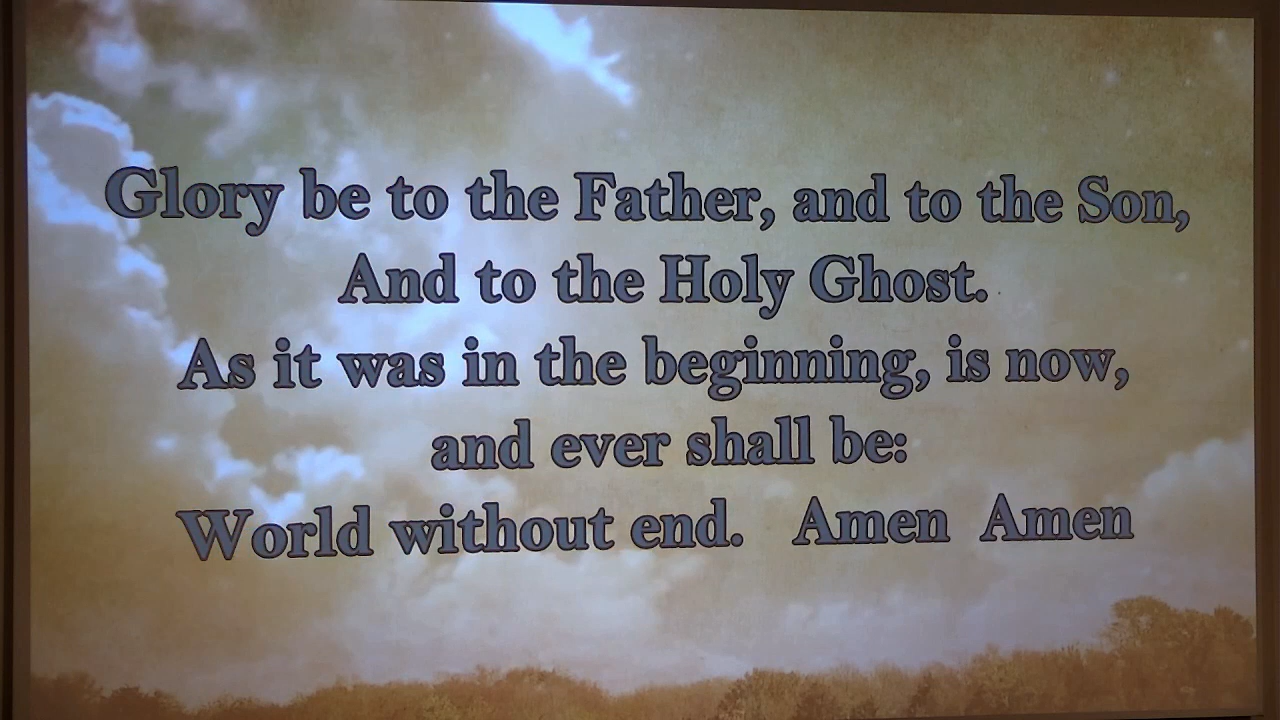 Glory be to the Father, and to the Son,
And to the Holy Ghost.
As it was in the beginning, is now,
and ever shall be:
World without end. Amen Amen